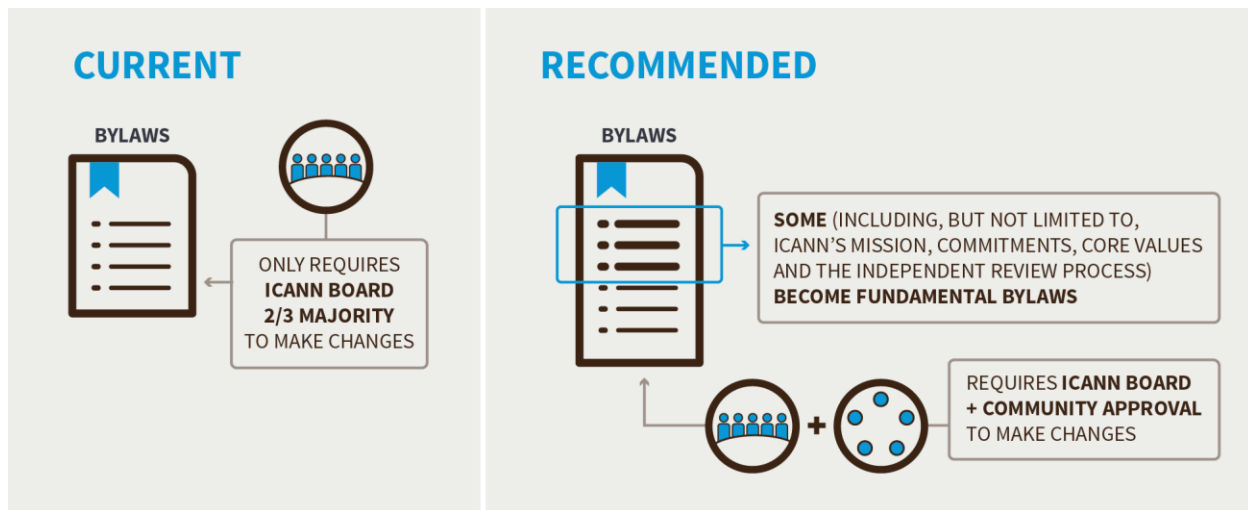 CURRENT
BYLAWS
ONLY REQUIRES
ICANN BOARD
2/3 MAJORITY
TO MAKE CHANGES
RECOMMENDED
BYLAWS
SOME (INCLUDING, BUT NOT LIMITED TO,
ICANN’S MISSION, COMMITMENTS, CORE VALUES
AND THE INDEPENDENT REVIEW PROCESS)
BECOME FUNDAMENTAL BYLAWS
+
REQUIRES ICANN BOARD
+ COMMUNITY APPROVAL
TO MAKE CHANGES